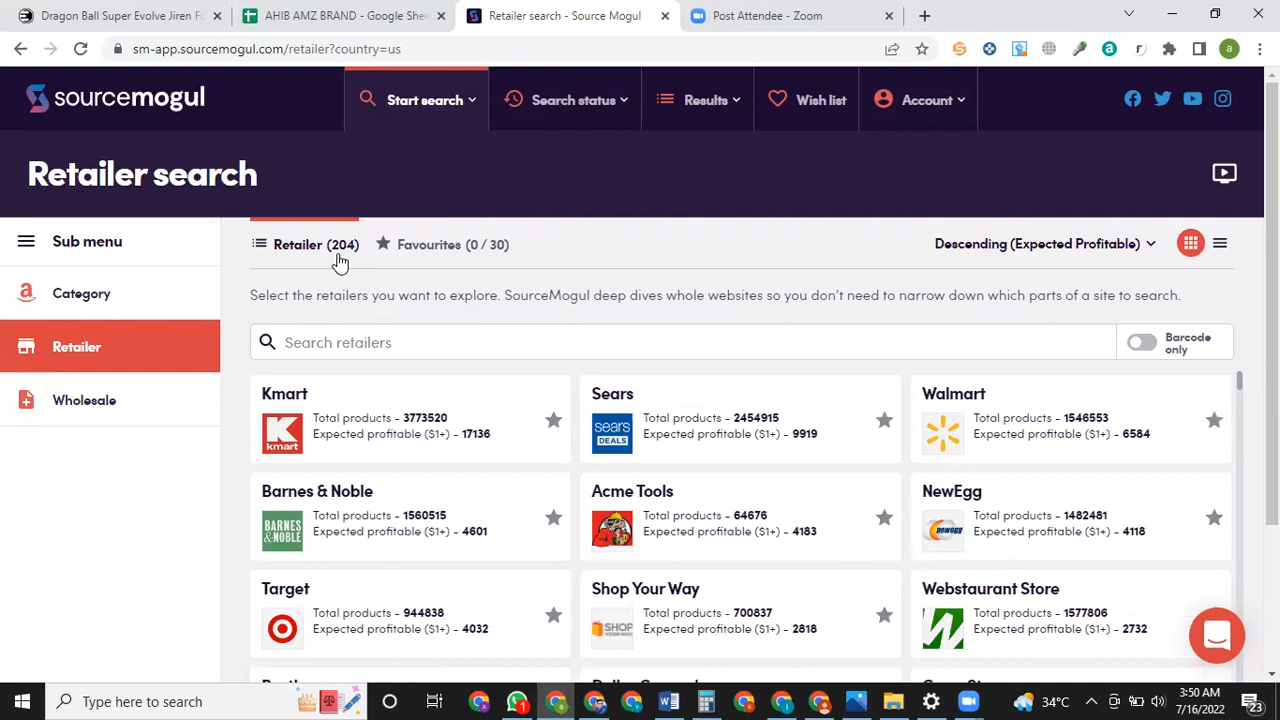 Dragon Ball Super Evolve Jiren F
AHIB AMZ BRAND - Google Shee
Retailer search - Source Mogul
Post Attendee - Zoom
sm-app.sourcemogul.com/retailer?country=us
a
sourcemogul
Start search
Search status
Results
Wish list
Account
Retailer search
Sub menu
Retailer (204)
Favourites (0 / 30)
Descending (Expected Profitable)
Category
Retailer
Wholesale
Select the retailers you want to explore. SourceMogul deep dives whole websites so you don't need to narrow down which parts of a site to search.
Search retailers
Barcode only
Kmart
Total products - 3773520
Expected profitable ($1+) - 17136
Sears
Total products - 2454915
Expected profitable ($1+) - 9919
Walmart
Total products - 1546553
Expected profitable ($1+) - 6584
Barnes & Noble
Total products - 1560515
Expected profitable ($1+) - 4601
Acme Tools
Total products - 64676
Expected profitable ($1+) - 4183
NewEgg
Total products - 1482481
Expected profitable ($1+) - 4118
Target
Total products - 944838
Expected profitable ($1+) - 4032
Shop Your Way
Total products - 700837
Expected profitable ($1+) - 2818
Webstaurant Store
Total products - 1577806
Expected profitable ($1+) - 2732
Type here to search
34°C
3:50 AM
7/16/2022
23